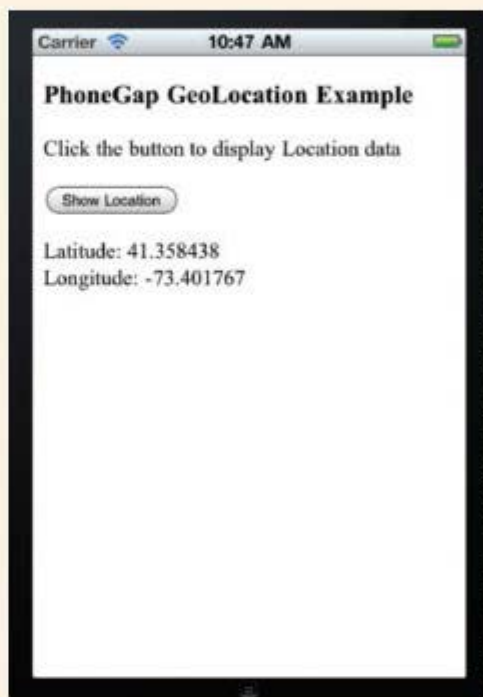 Carrier 10:47 AM
PhoneGap GeoLocation Example
Click the button to display Location data
Show Location
Latitude: 41.358438
Longitude: -73.401767